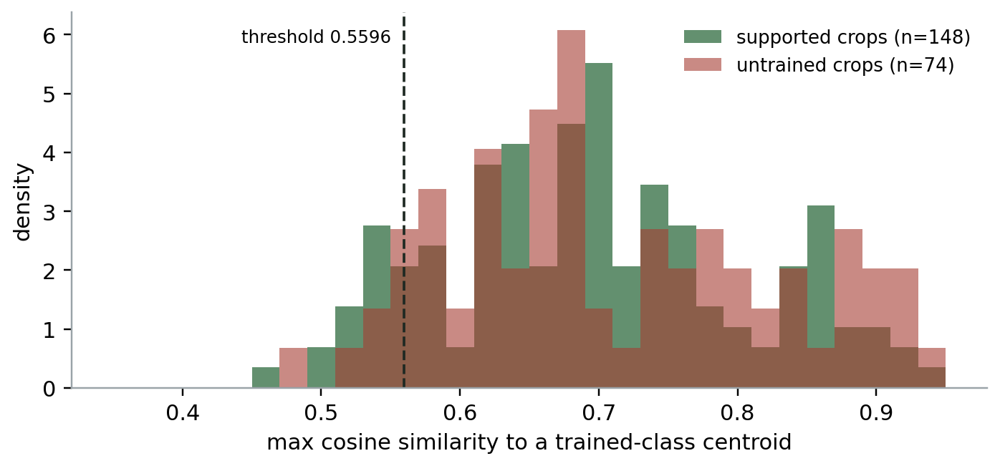 threshold 0.5596
supported crops (n=148)
untrained crops (n=74)
density
6
5
4
3
2
1
0
0.4 0.5 0.6 0.7 0.8 0.9
max cosine similarity to a trained-class centroid